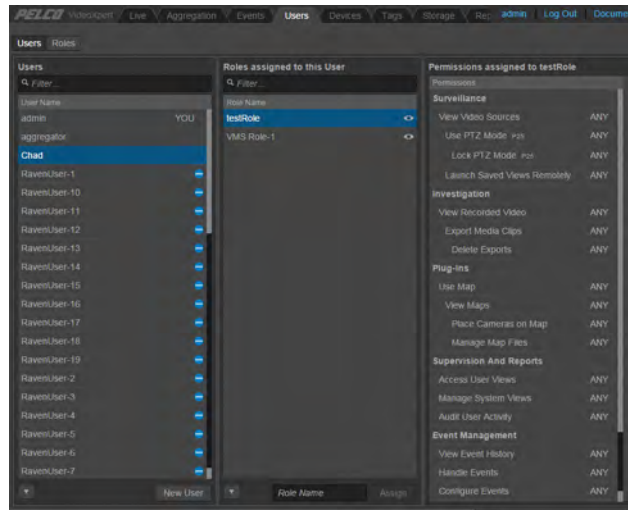 PELCO VideoXpert Live Aggregation Events Users Devices Tags Storage Rec admin Log Out Docume
Users Roles
Users
Filter...
User Name
admin YOU
aggregator
Chad
RavenUser-1
RavenUser-10
RavenUser-11
RavenUser-12
RavenUser-13
RavenUser-14
RavenUser-15
RavenUser-16
RavenUser-17
RavenUser-18
RavenUser-19
RavenUser-2
RavenUser-3
RavenUser-4
RavenUser-5
RavenUser-6
RavenUser-7
New User
Roles assigned to this User
Filter...
Role Name
testRole
VMS Role-1
Role Name Assign
Permissions assigned to testRole
Permissions
Surveillance
View Video Sources ANY
Use PTZ Mode P25 ANY
Lock PTZ Mode P25 ANY
Launch Saved Views Remotely ANY
Investigation
View Recorded Video ANY
Export Media Clips ANY
Delete Exports ANY
Plug-Ins
Use Map ANY
View Maps ANY
Place Cameras on Map ANY
Manage Map Files ANY
Supervision And Reports
Access User Views ANY
Manage System Views ANY
Audit User Activity ANY
Event Management
View Event History ANY
Handle Events ANY
Configure Events ANY